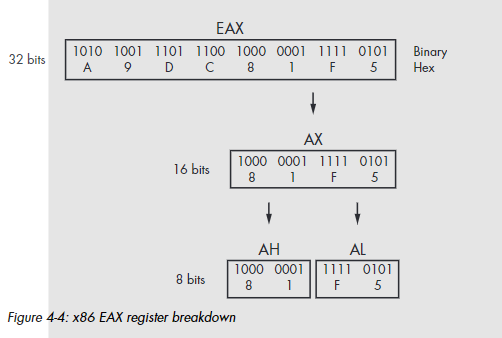 EAX
32 bits
1010 1001 1101 1100 1000 0001 1111 0101 Binary
A 9 D C 8 1 F 5 Hex
AX
16 bits
1000 0001 1111 0101
8 1 F 5
AH AL
8 bits
1000 0001 1111 0101
8 1 F 5
Figure 4-4: x86 EAX register breakdown